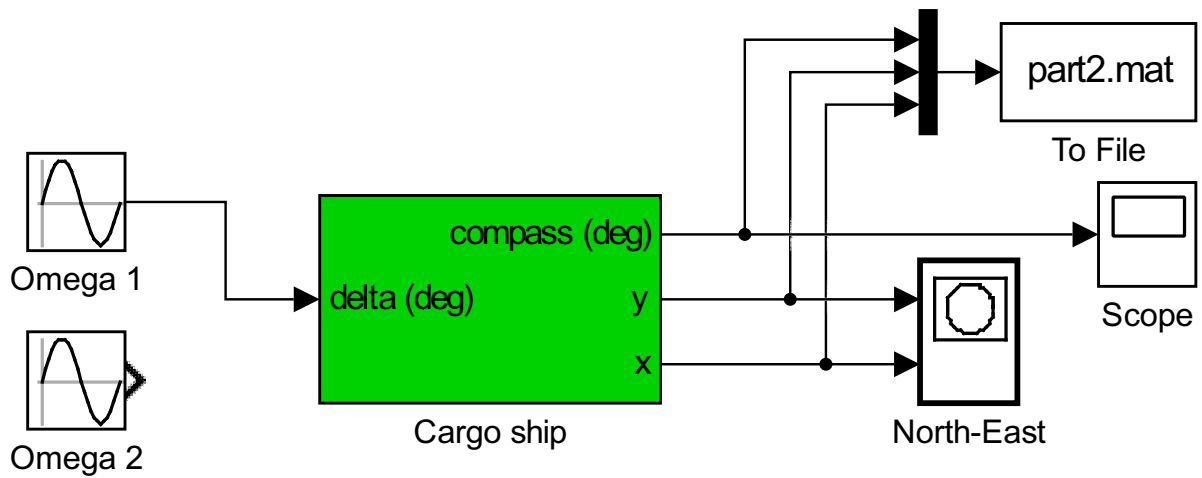 part2.mat
To File
Omega 1
compass (deg)
delta (deg)
y
x
Cargo ship
Scope
North-East
Omega 2